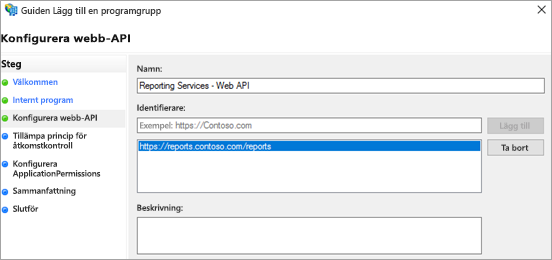 Guiden Lägg till en programgrupp
Konfigurera webb-API
Steg
Välkommen
Internt program
Konfigurera webb-API
Tillämpa princip för
åtkomstkontroll
Konfigurera
ApplicationPermissions
Sammanfattning
Slutför
Namn:
Reporting Services - Web API
Identifierare:
Exempel: https://Contoso.com
Lägg till
https://reports.contoso.com/reports
Ta bort
Beskrivning: